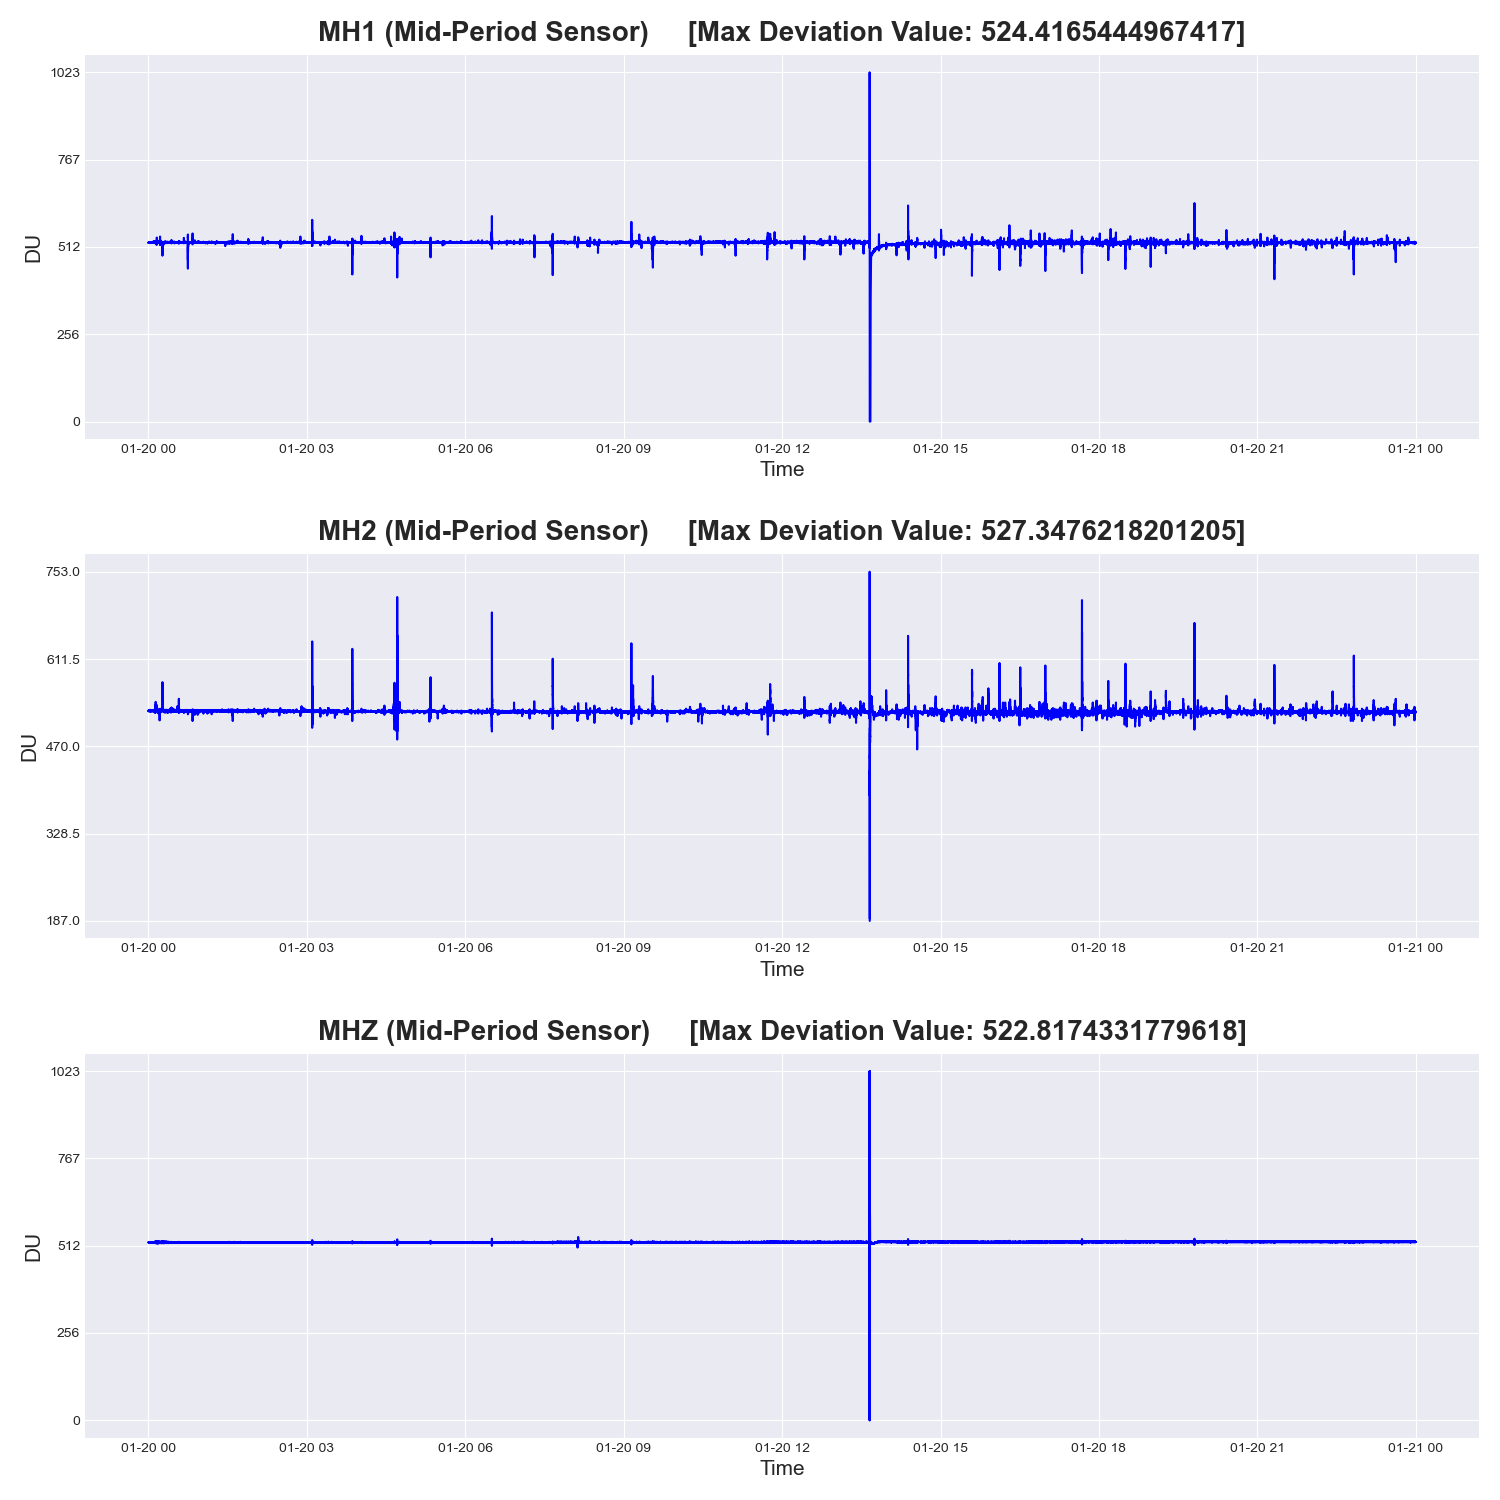 MH1 (Mid-Period Sensor) [Max Deviation Value: 524.4165444967417]
1023
767
512
256
0
DU
01-20 00 01-20 03 01-20 06 01-20 09 01-20 12 01-20 15 01-20 18 01-20 21 01-21 00
Time
MH2 (Mid-Period Sensor) [Max Deviation Value: 527.3476218201205]
753.0
611.5
470.0
328.5
187.0
DU
01-20 00 01-20 03 01-20 06 01-20 09 01-20 12 01-20 15 01-20 18 01-20 21 01-21 00
Time
MHZ (Mid-Period Sensor) [Max Deviation Value: 522.8174331779618]
1023
767
512
256
0
DU
01-20 00 01-20 03 01-20 06 01-20 09 01-20 12 01-20 15 01-20 18 01-20 21 01-21 00
Time